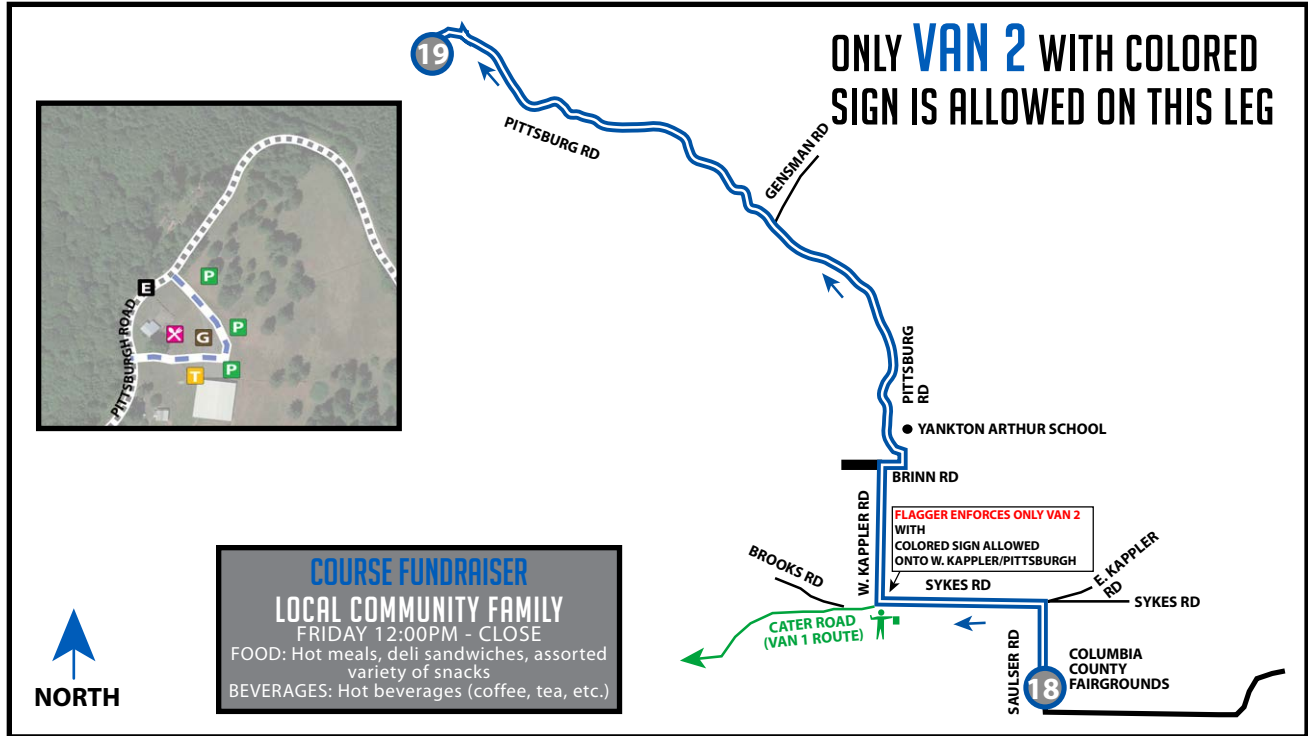 ONLY VAN 2 WITH COLORED
SIGN IS ALLOWED ON THIS LEG
19
PITTSBURG RD
GENSMAN RD
P
E
P
G
P
T
PITTSBURGH ROAD
PITTSBURG
RD
YANKTON ARTHUR SCHOOL
BRINN RD
W. KAPPLER RD
FLAGGER ENFORCES ONLY VAN 2
WITH
COLORED SIGN ALLOWED
ONTO W. KAPPLER/PITTSBURGH
BROOKS RD
SYKES RD
E. KAPPLER
RD
SYKES RD
CATER ROAD
(VAN 1 ROUTE)
SAULSER RD
COLUMBIA
COUNTY
FAIRGROUNDS
18
COURSE FUNDRAISER
LOCAL COMMUNITY FAMILY
FRIDAY 12:00PM - CLOSE
FOOD: Hot meals, deli sandwiches, assorted
variety of snacks
BEVERAGES: Hot beverages (coffee, tea, etc.)
NORTH